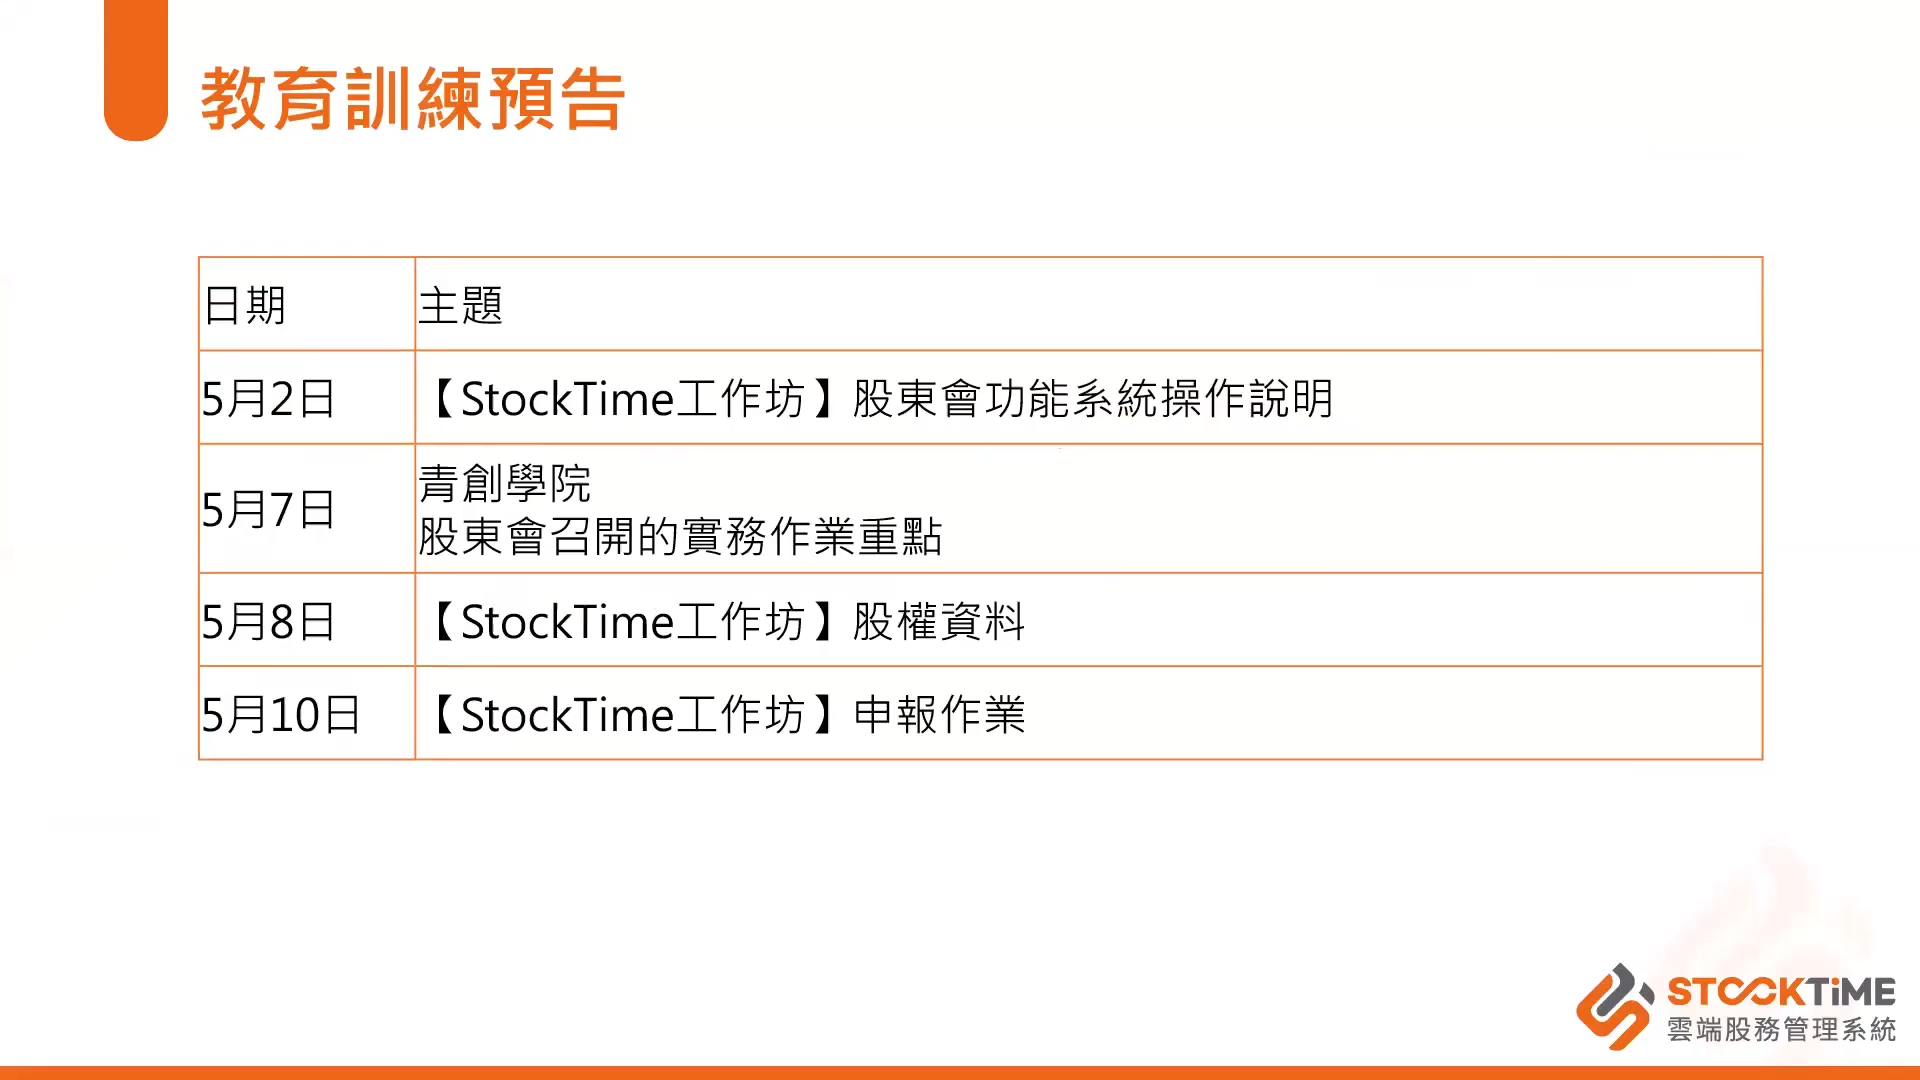 教育訓練預告
日期 主題
5月2日 【StockTime工作坊】股東會功能系統操作說明
5月7日 青創學院
股東會召開的實務作業重點
5月8日 【StockTime工作坊】股權資料
5月10日 【StockTime工作坊】申報作業
STOCKTiME
雲端股務管理系統